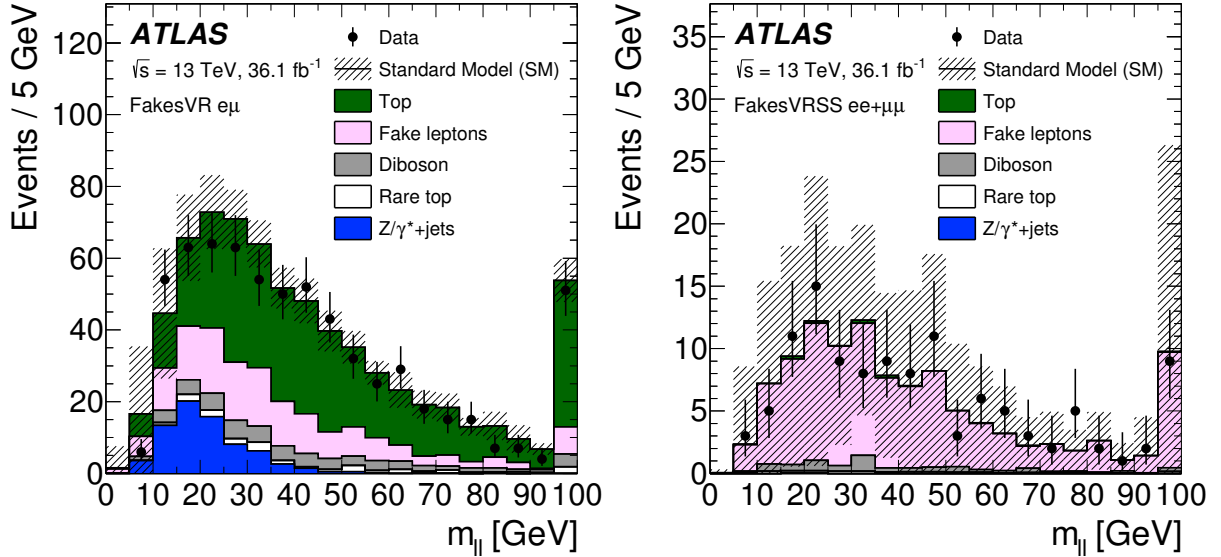 Events / 5 GeV
120
100
80
60
40
20
0
ATLAS
√s = 13 TeV, 36.1 fb⁻¹
FakesVR eμ
Data
Standard Model (SM)
Top
Fake leptons
Diboson
Rare top
Z/γ*+jets
0 10 20 30 40 50 60 70 80 90 100
m_ll [GeV]
Events / 5 GeV
35
30
25
20
15
10
5
0
ATLAS
√s = 13 TeV, 36.1 fb⁻¹
FakesVRSS ee+μμ
Data
Standard Model (SM)
Top
Fake leptons
Diboson
Rare top
Z/γ*+jets
0 10 20 30 40 50 60 70 80 90 100
m_ll [GeV]